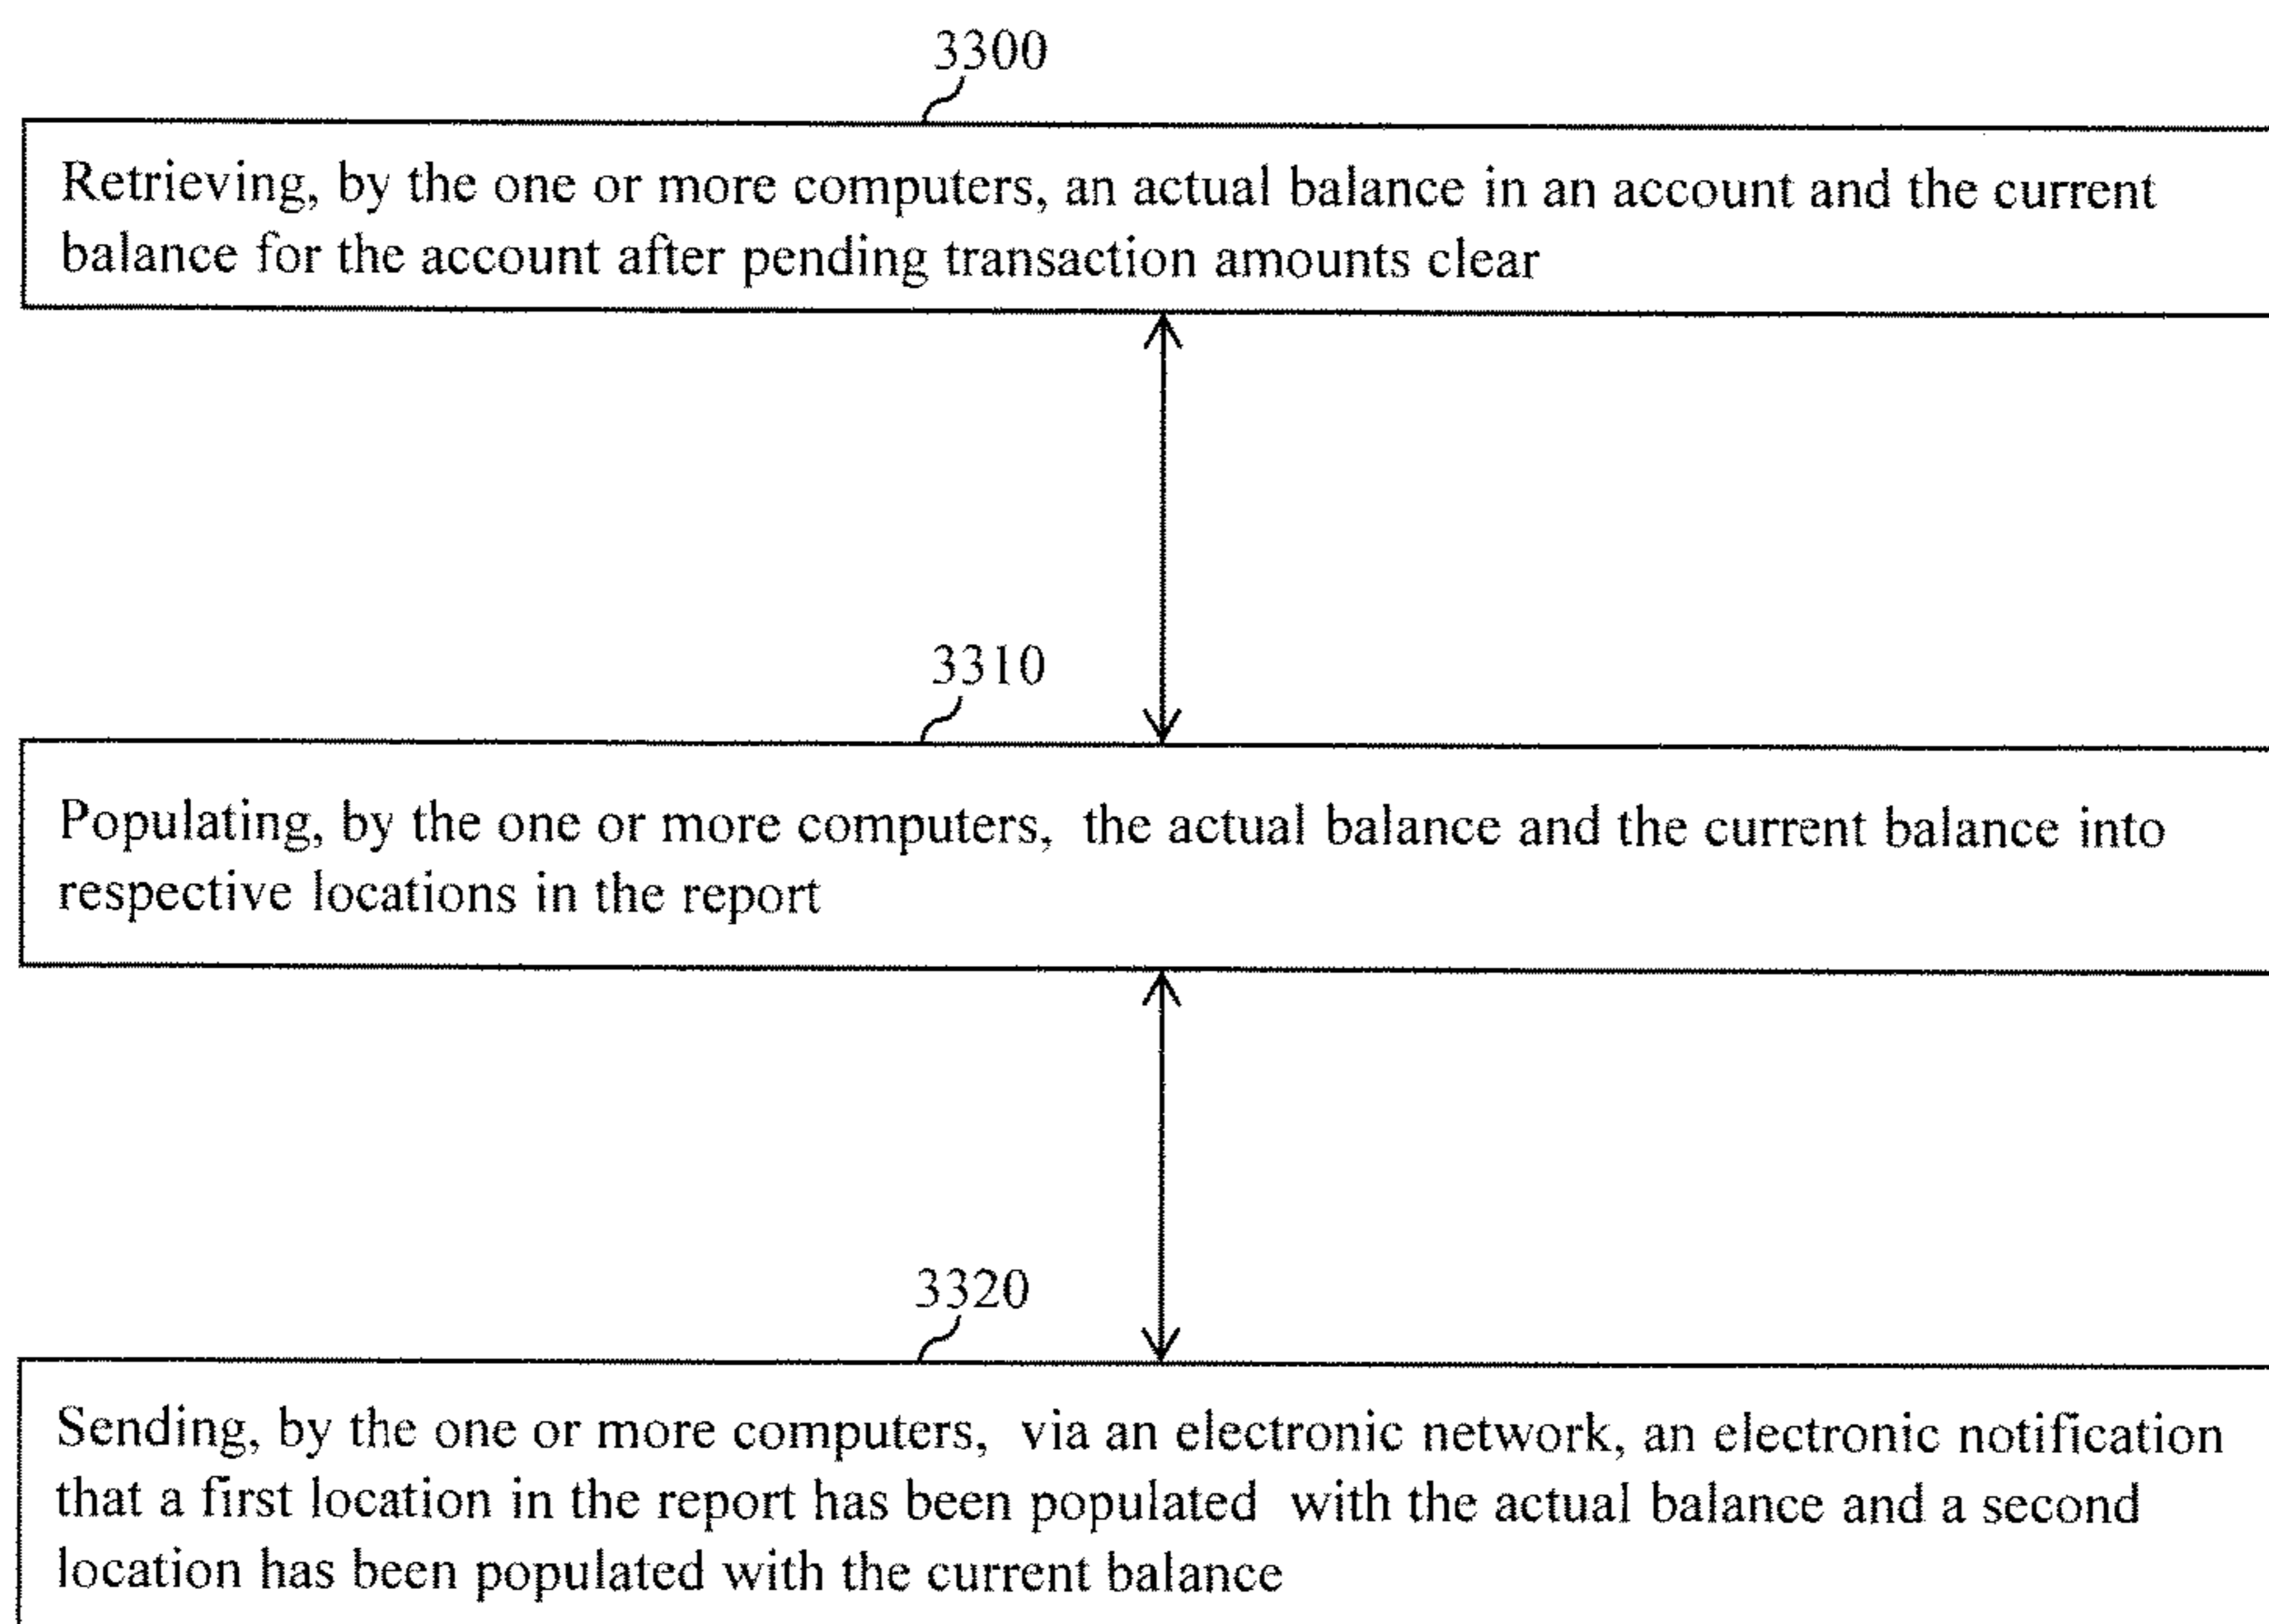 3300
Retrieving, by the one or more computers, an actual balance in an account and the current
balance for the account after pending transaction amounts clear
3310
Populating, by the one or more computers, the actual balance and the current balance into
respective locations in the report
3320
Sending, by the one or more computers, via an electronic network, an electronic notification
that a first location in the report has been populated with the actual balance and a second
location has been populated with the current balance